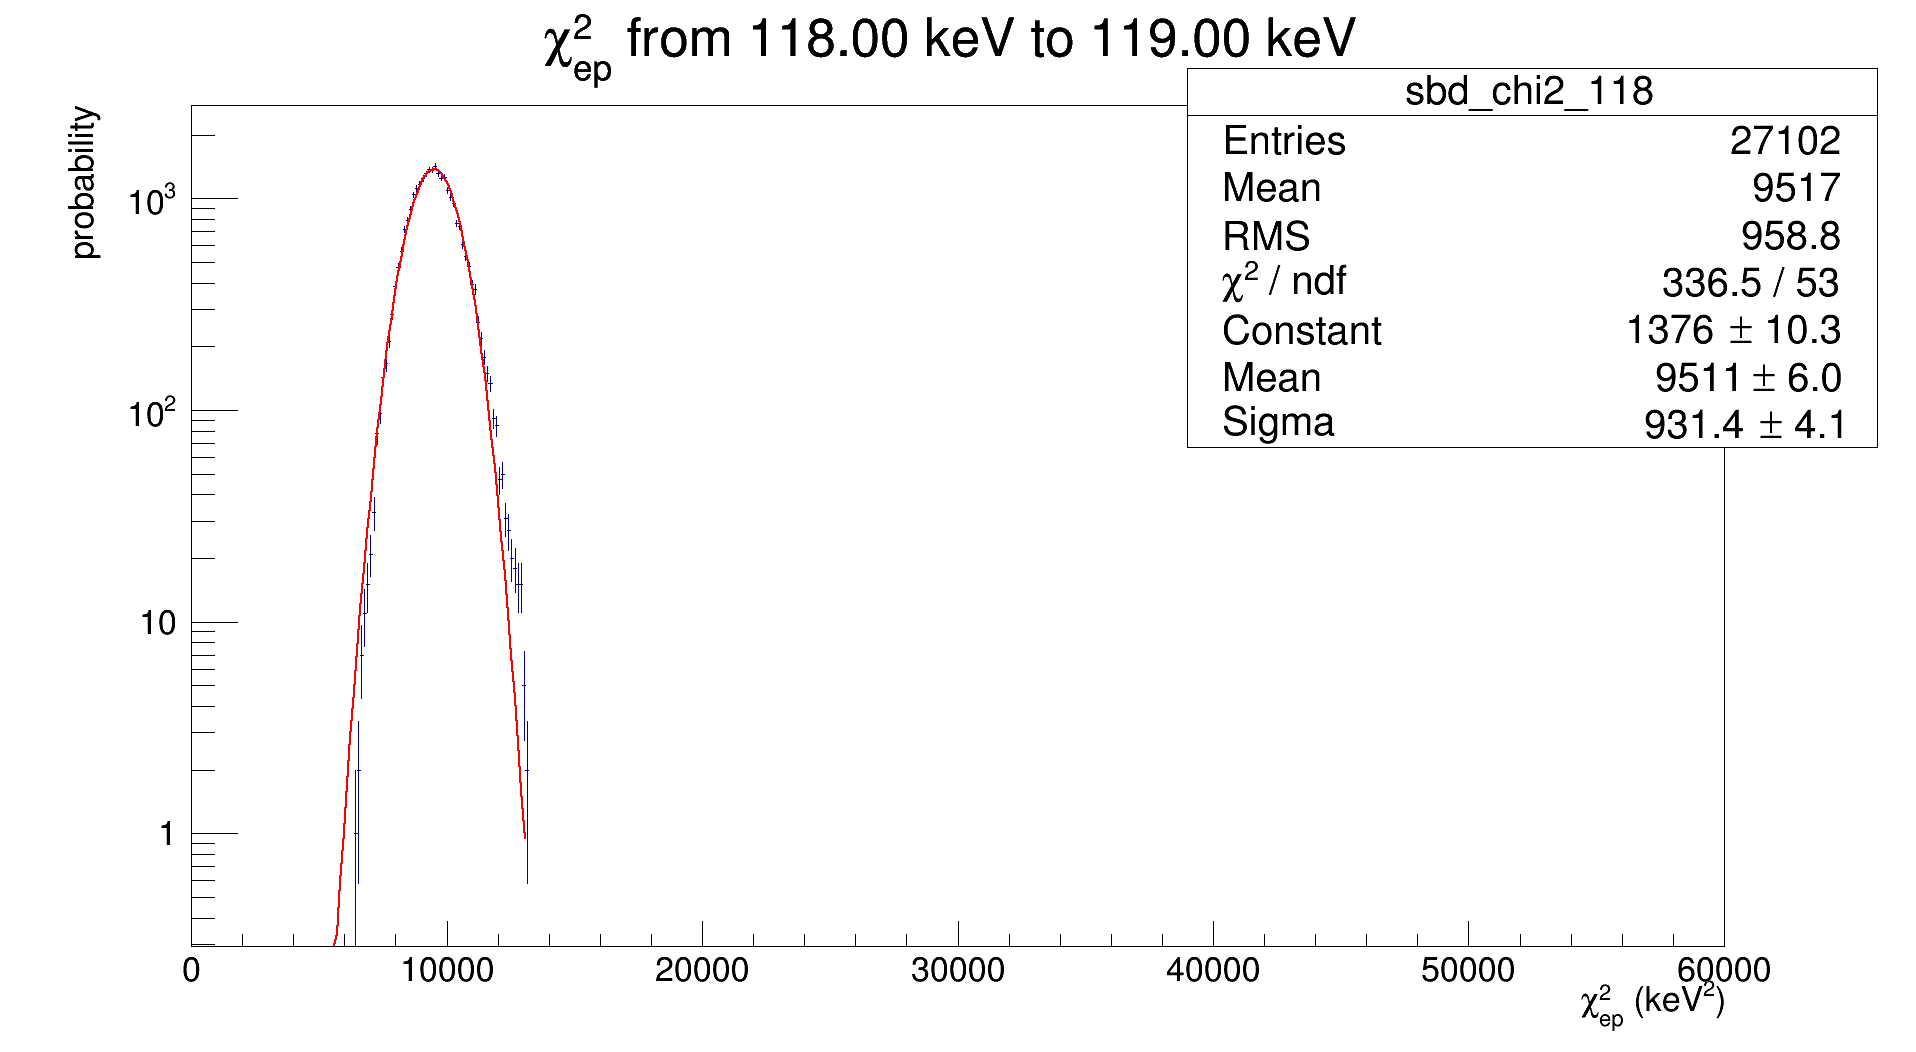 χ²ep from 118.00 keV to 119.00 keV
sbd_chi2_118
Entries 27102
Mean 9517
RMS 958.8
χ² / ndf 336.5 / 53
Constant 1376 ± 10.3
Mean 9511 ± 6.0
Sigma 931.4 ± 4.1
probability
10³
10²
10
1
0 10000 20000 30000 40000 50000 60000
χ²ep (keV²)